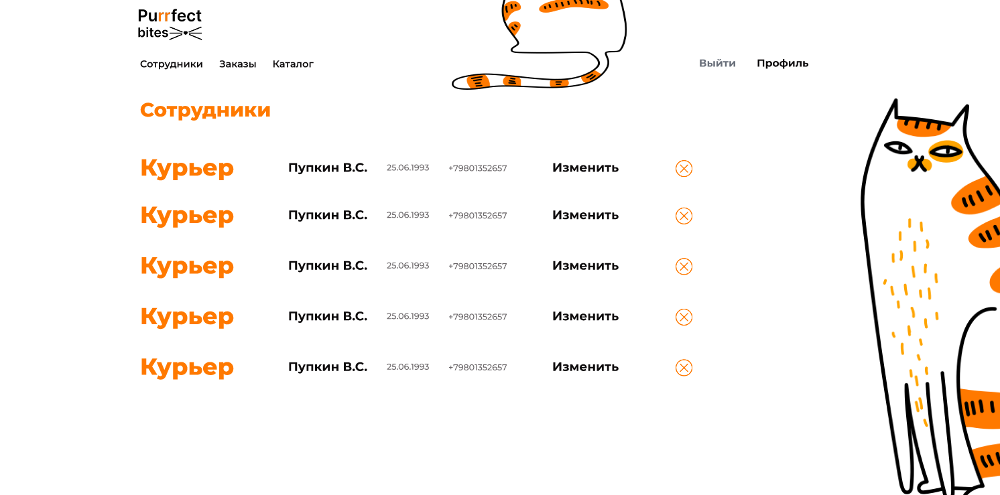 Purrfect
bites
Сотрудники Заказы Каталог Выйти Профиль
Сотрудники
Курьер Пупкин В.С. 25.06.1993 +79801352657 Изменить
Курьер Пупкин В.С. 25.06.1993 +79801352657 Изменить
Курьер Пупкин В.С. 25.06.1993 +79801352657 Изменить
Курьер Пупкин В.С. 25.06.1993 +79801352657 Изменить
Курьер Пупкин В.С. 25.06.1993 +79801352657 Изменить